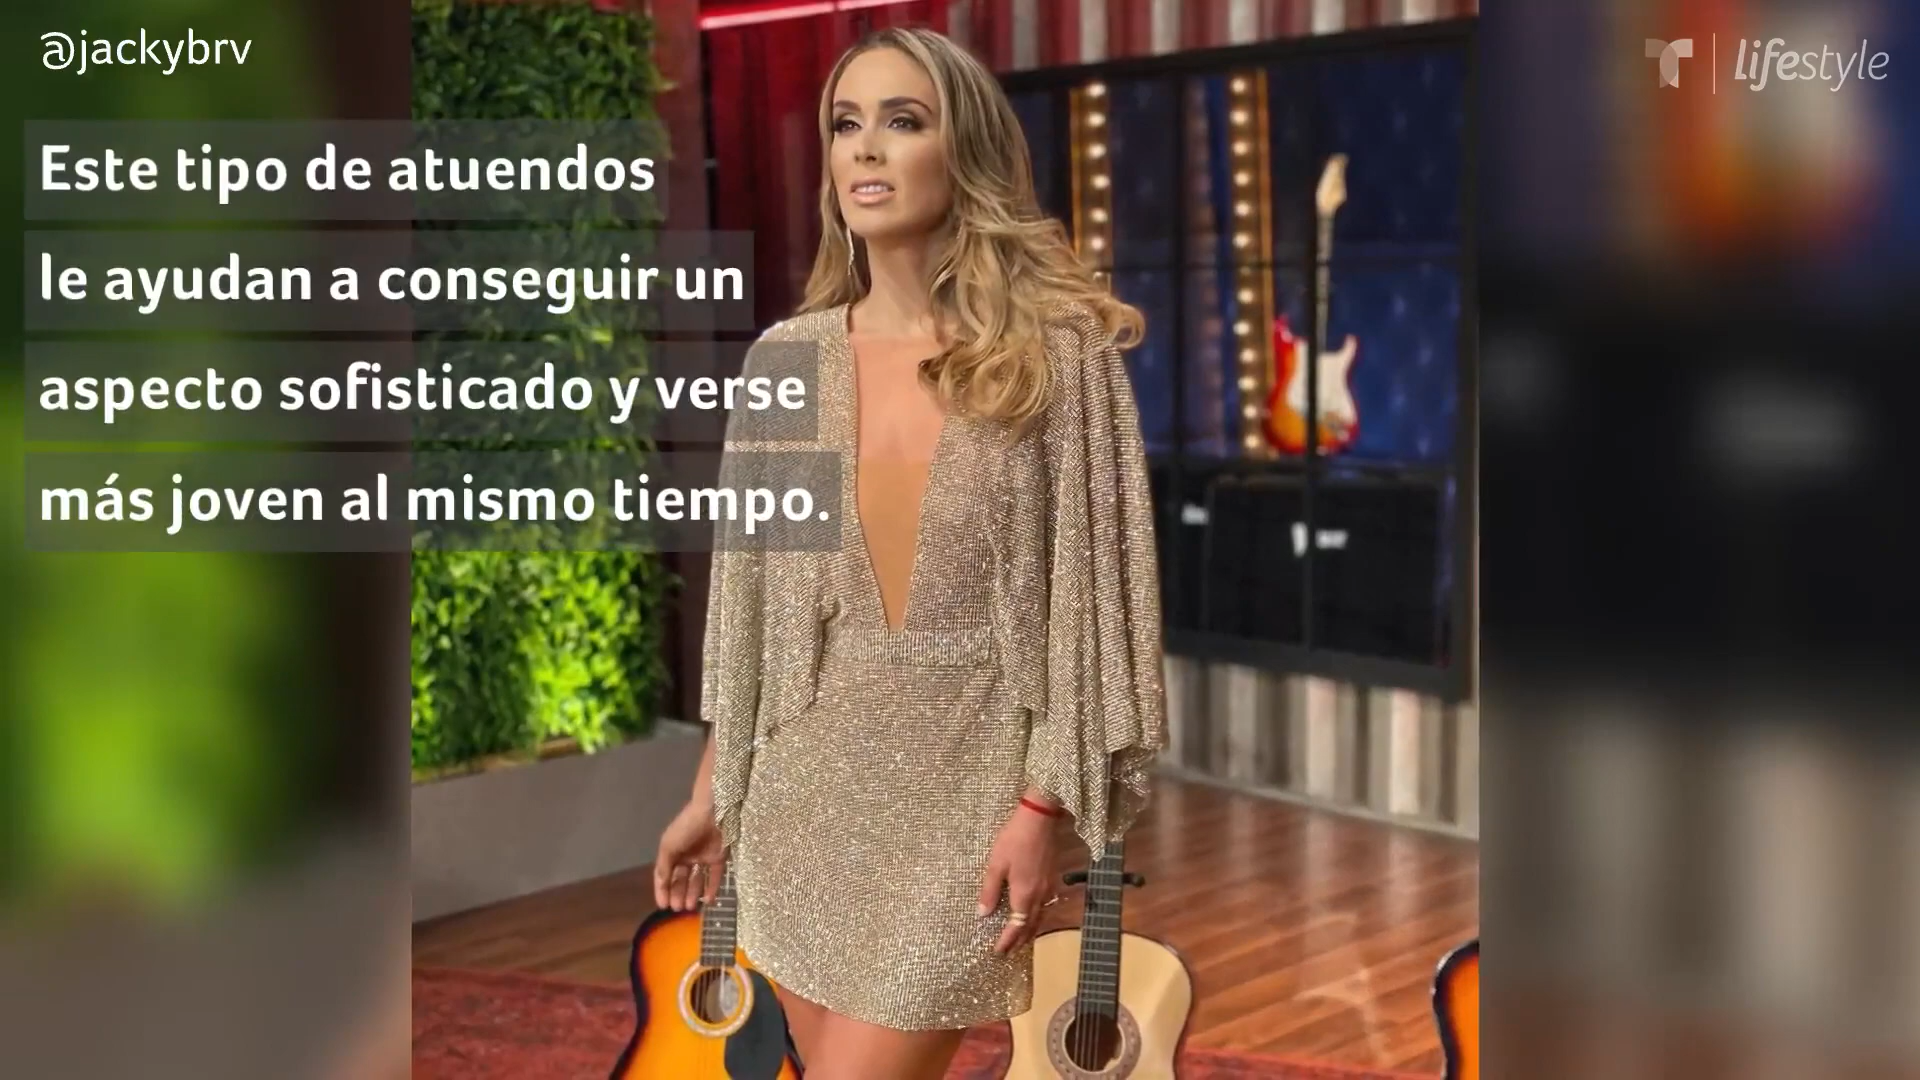 @jackybrv
lifestyle
Este tipo de atuendos
le ayudan a conseguir un
aspecto sofisticado y verse
más joven al mismo tiempo.